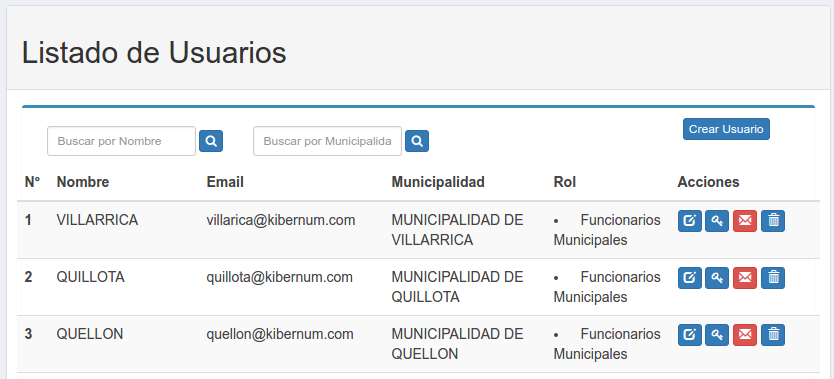 Listado de Usuarios
Buscar por Nombre
Buscar por Municipalida
Crear Usuario
N° Nombre Email Municipalidad Rol Acciones
1 VILLARRICA villarica@kibernum.com MUNICIPALIDAD DE • Funcionarios
VILLARRICA Municipales
2 QUILLOTA quillota@kibernum.com MUNICIPALIDAD DE • Funcionarios
QUILLOTA Municipales
3 QUELLON quellon@kibernum.com MUNICIPALIDAD DE • Funcionarios
QUELLON Municipales